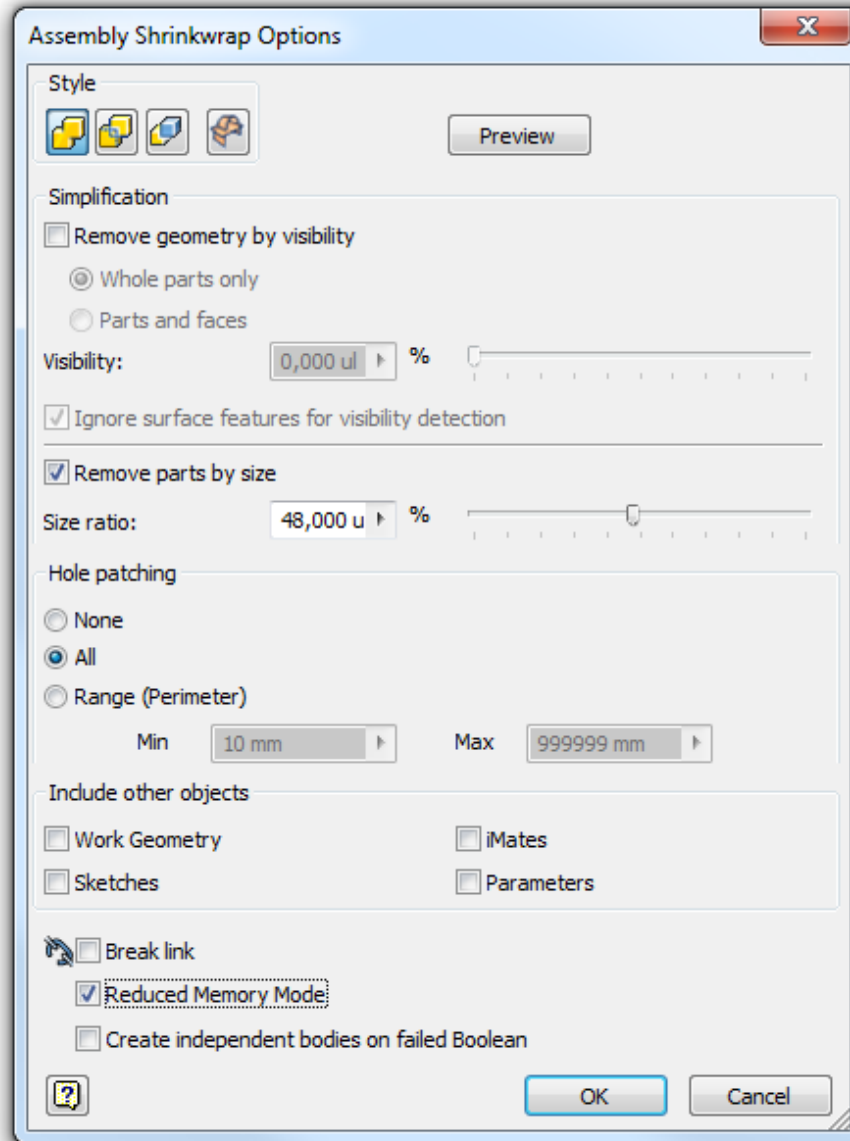 Assembly Shrinkwrap Options
Style
Preview
Simplification
Remove geometry by visibility
Whole parts only
Parts and faces
Visibility: 0,000 ul %
Ignore surface features for visibility detection
Remove parts by size
Size ratio: 48,000 u %
Hole patching
None
All
Range (Perimeter)
Min 10 mm Max 999999 mm
Include other objects
Work Geometry iMates
Sketches Parameters
Break link
Reduced Memory Mode
Create independent bodies on failed Boolean
? OK Cancel